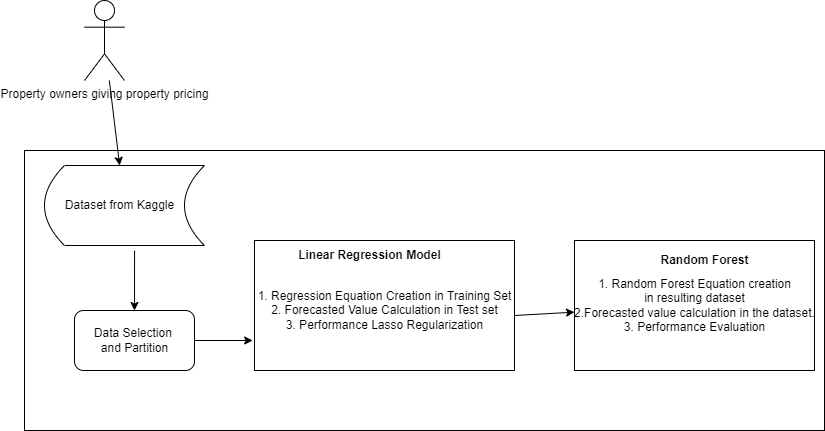 Property owners giving property pricing
Dataset from Kaggle
Data Selection
and Partition
Linear Regression Model
1. Regression Equation Creation in Training Set
2. Forecasted Value Calculation in Test set
3. Performance Lasso Regularization
Random Forest
1. Random Forest Equation creation
in resulting dataset
2.Forecasted value calculation in the dataset.
3. Performance Evaluation